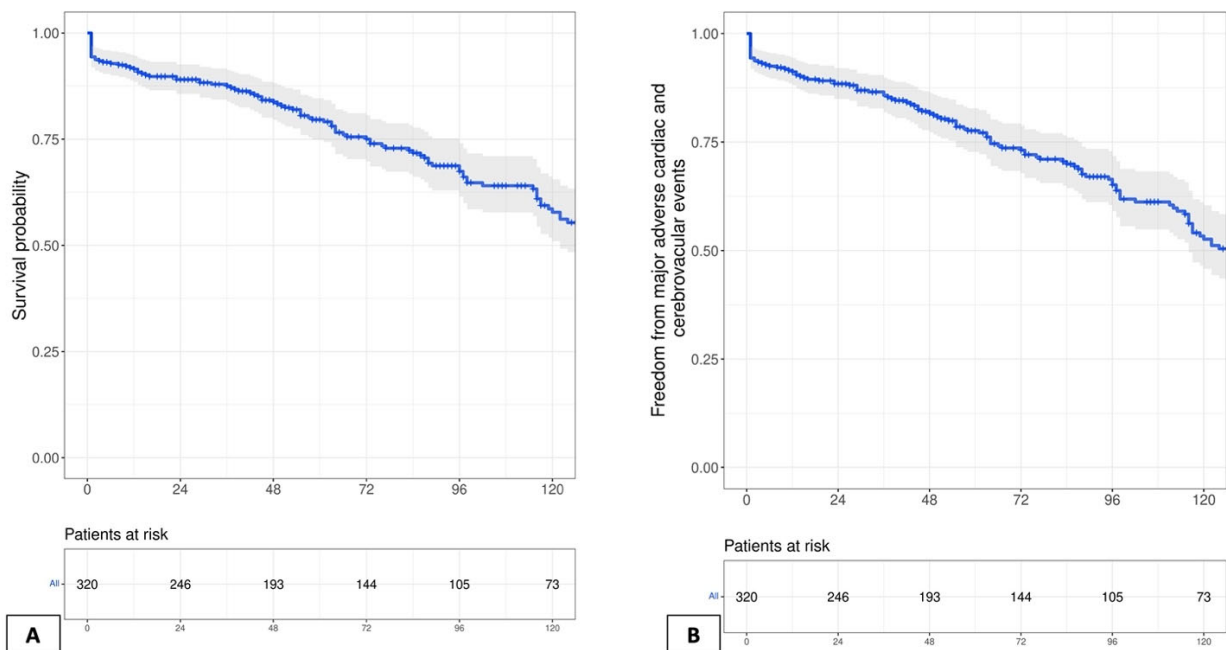 Survival probability
1.00
0.75
0.50
0.25
0.00
0 24 48 72 96 120
Patients at risk
All 320 246 193 144 105 73
0 24 48 72 96 120
A
Freedom from major adverse cardiac and
cerebrovascular events
1.00
0.75
0.50
0.25
0.00
0 24 48 72 96 120
Patients at risk
All 320 246 193 144 105 73
0 24 48 72 96 120
B